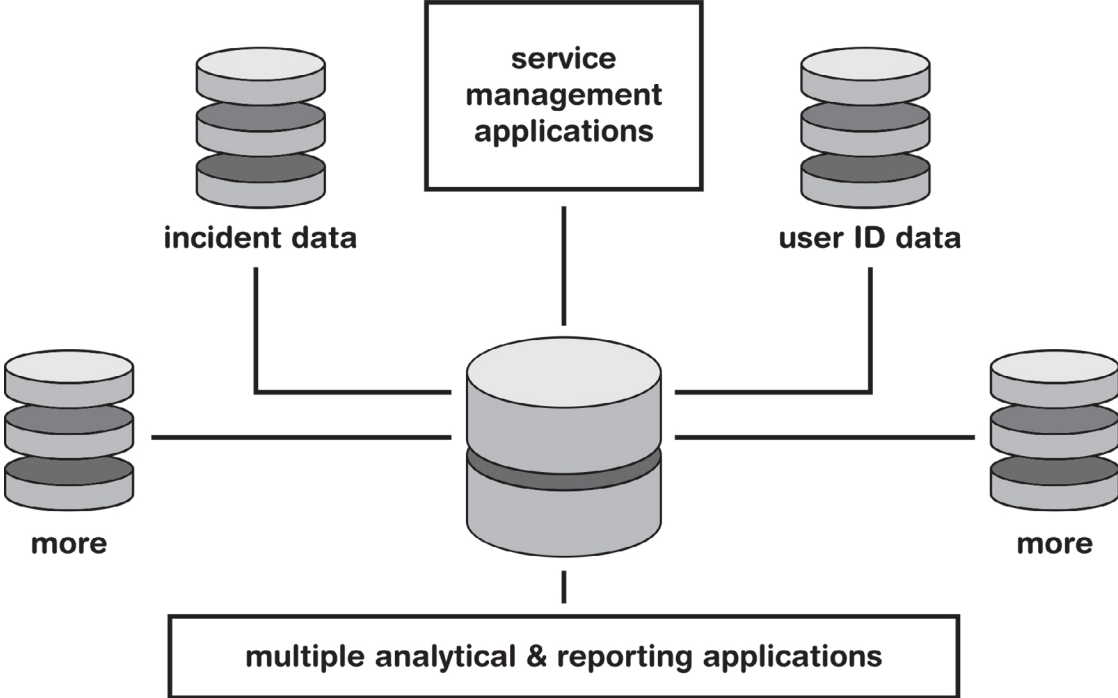 service
management
applications
incident data
user ID data
more
more
multiple analytical & reporting applications